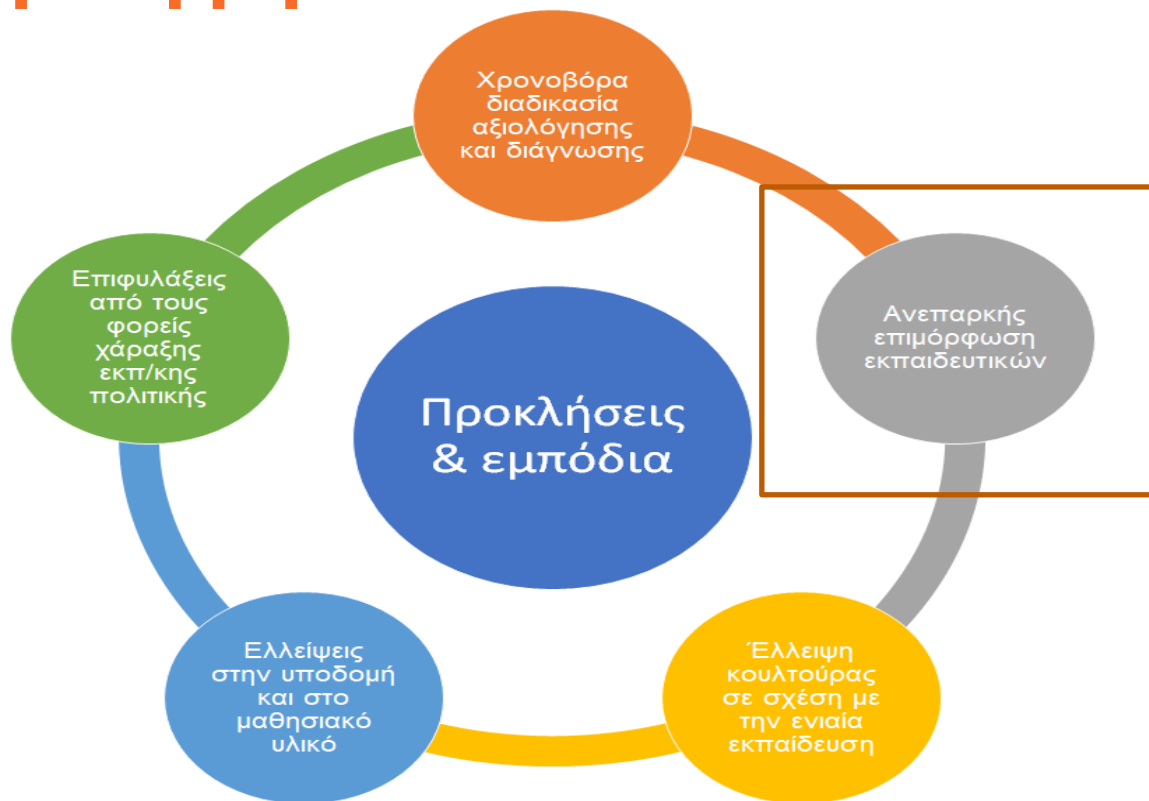 Χρονοβόρα
διαδικασία
αξιολόγησης
και διάγνωσης
Ανεπαρκής
επιμόρφωση
εκπαιδευτικών
Έλλειψη
κουλτούρας
σε σχέση με
την ενιαία
εκπαίδευση
Ελλείψεις
στην υποδομή
και στο
μαθησιακό
υλικό
Επιφυλάξεις
από τους
φορείς
χάραξης
εκπ/κης
πολιτικής
Προκλήσεις
& εμπόδια